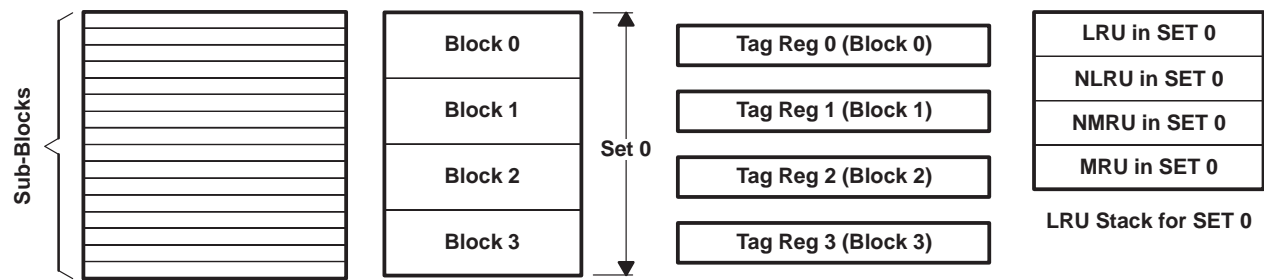 Sub-Blocks
Block 0
Block 1
Block 2
Block 3
Set 0
Tag Reg 0 (Block 0)
Tag Reg 1 (Block 1)
Tag Reg 2 (Block 2)
Tag Reg 3 (Block 3)
LRU in SET 0
NLRU in SET 0
NMRU in SET 0
MRU in SET 0
LRU Stack for SET 0